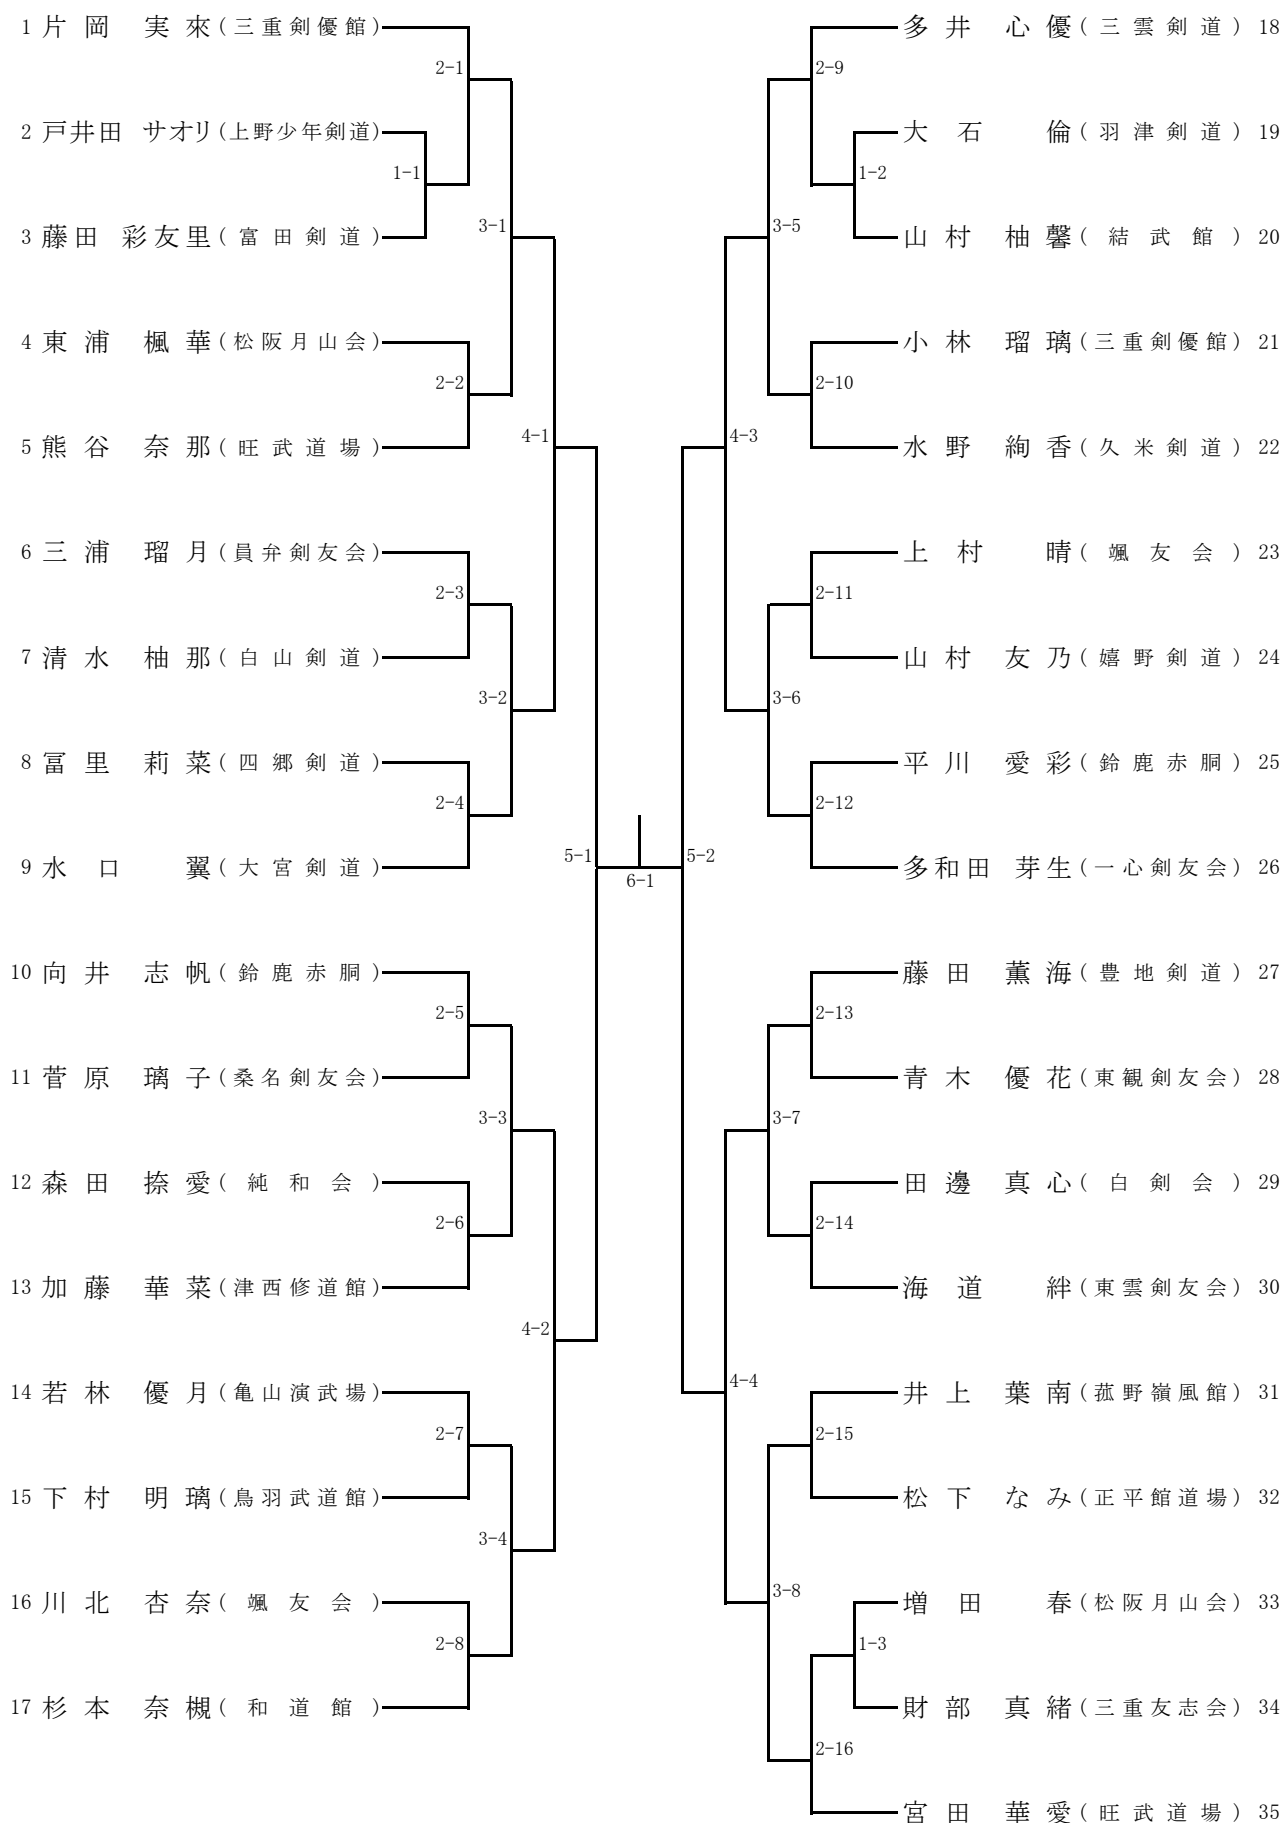 1 片岡 実來(三重剣優館)
2-1
2 戸井田 サオリ(上野少年剣道)
1-1
3 藤田 彩友里(富田剣道)
3-1
4 東浦 楓華(松阪月山会)
2-2
5 熊谷 奈那(旺武道場)
4-1
6 三浦 瑠月(員弁剣友会)
2-3
7 清水 柚那(白山剣道)
3-2
8 冨里 莉菜(四郷剣道)
2-4
9 水口 翼(大宮剣道)
5-1
6-1
10 向井 志帆(鈴鹿赤胴)
2-5
11 菅原 璃子(桑名剣友会)
3-3
12 森田 捺愛(純和会)
2-6
13 加藤 華菜(津西修道館)
4-2
14 若林 優月(亀山演武場)
2-7
15 下村 明璃(鳥羽武道館)
3-4
16 川北 杏奈(颯友会)
2-8
17 杉本 奈槻(和道館)
多井 心優(三雲剣道) 18
2-9
大石 倫(羽津剣道) 19
1-2
山村 柚馨(結武館) 20
3-5
小林 瑠璃(三重剣優館) 21
2-10
水野 絢香(久米剣道) 22
4-3
上村 晴(颯友会) 23
2-11
山村 友乃(嬉野剣道) 24
3-6
平川 愛彩(鈴鹿赤胴) 25
2-12
多和田 芽生(一心剣友会) 26
5-2
藤田 薫海(豊地剣道) 27
2-13
青木 優花(東観剣友会) 28
3-7
田邊 真心(白剣会) 29
2-14
海道 絆(東雲剣友会) 30
4-4
井上 葉南(菰野嶺風館) 31
2-15
松下 なみ(正平館道場) 32
3-8
増田 春(松阪月山会) 33
1-3
財部 真緒(三重友志会) 34
2-16
宮田 華愛(旺武道場) 35